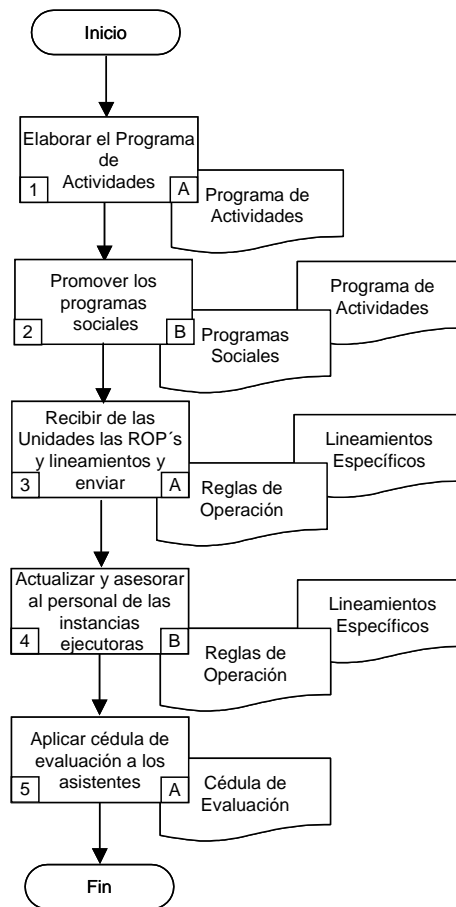 Inicio
Elaborar el Programa
de
Actividades
1
A
Programa de
Actividades
Promover los
programas
sociales
2
B
Programas
Sociales
Programa de
Actividades
Recibir de las
Unidades las ROP´s
y lineamientos y
enviar
3
A
Reglas de
Operación
Lineamientos
Específicos
Actualizar y asesorar
al personal de las
instancias
ejecutoras
4
B
Reglas de
Operación
Lineamientos
Específicos
Aplicar cédula de
evaluación a los
asistentes
5
A
Cédula de
Evaluación
Fin